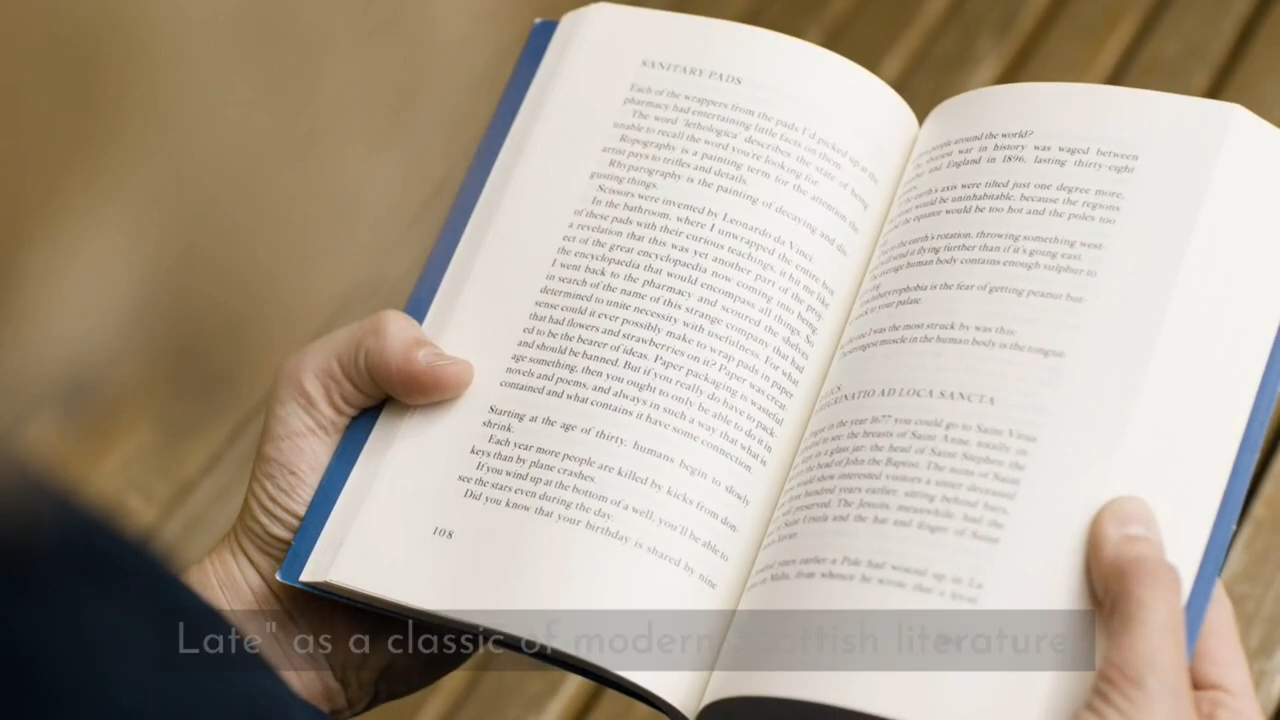 SANITARY PADS
Each of the wrappers from the pads I'd picked up at the
pharmacy had entertaining little facts on them.
The word 'lethologica' describes the state of being
unable to recall the word you're looking for.
Ropography is a painting term for the attention the
artist pays to trifles and details.
Rhyparography is the painting of decaying and dis-
gusting things.
Scissors were invented by Leonardo da Vinci.
In the bathroom, where I unwrapped the entire box
of these pads with their curious teachings, it hit me like
a revelation that this was yet another part of the proj-
ect of the great encyclopaedia now coming into being,
the encyclopaedia that would encompass all things. So
I went back to the pharmacy and scoured the shelves
in search of the name of this strange company that had
determined to unite necessity with usefulness. For what
sense could it ever possibly make to wrap pads in paper
that had flowers and strawberries on it? Paper was creat-
ed to be the bearer of ideas. Paper packaging is wasteful
and should be banned. But if you really do have to pack-
age something, then you ought to only be able to do it in
novels and poems, and always in such a way that what is
contained and what contains it have some connection.
Starting at the age of thirty, humans begin to slowly
shrink.
Each year more people are killed by kicks from don-
keys than by plane crashes.
If you wind up at the bottom of a well, you'll be able to
see the stars even during the day.
Did you know that your birthday is shared by nine
108
people around the world?
shortest war in history was waged between
and England in 1896, lasting thirty-eight
earth's axis were tilted just one degree more,
would be uninhabitable, because the regions
the equator would be too hot and the poles too
to the earth's rotation, throwing something west-
will send it flying further than if it's going east.
The average human body contains enough sulphur to
is the fear of getting peanut but-
to your palate.
one I was the most struck by was this:
The strongest muscle in the human body is the tongue.
AD LOCA SANCTA
in the year 1677 you could go to Saint Vitus
to see: the breasts of Saint Anne, totally in-
in a glass jar; the head of Saint Stephen; the
the head of John the Baptist. The nuns of Saint
would show interested visitors a sister deceased
hundred years earlier, sitting behind bars,
preserved. The Jesuits, meanwhile, had the
of Saint Ursula and the hat and finger of Saint
Xavier.
years earlier a Pole had wound up in La
in Malta, from whence he wrote that a local
Late" as a classic of modern Scottish literature